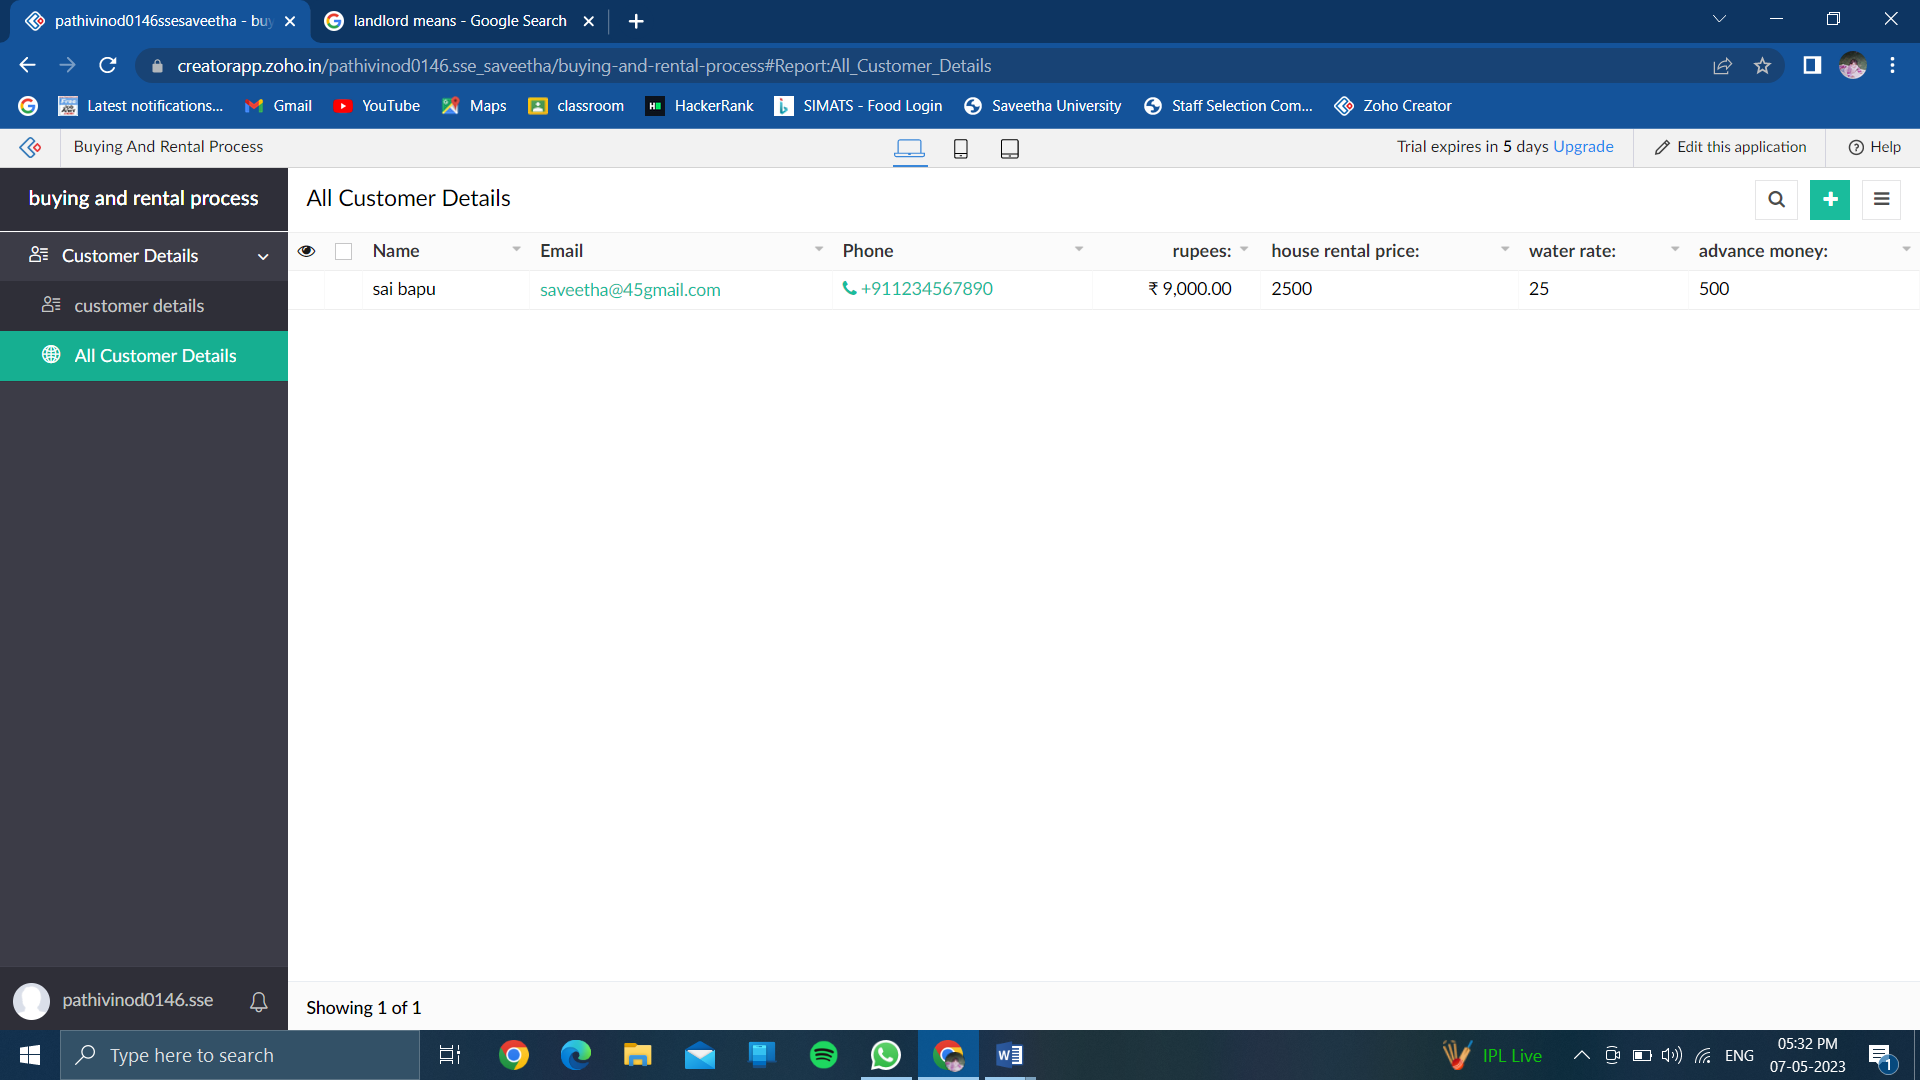 pathivinod0146ssesaveetha - buy
landlord means - Google Search
creatorapp.zoho.in/pathivinod0146.sse_saveetha/buying-and-rental-process#Report:All_Customer_Details
Latest notifications... Gmail YouTube Maps classroom HackerRank SIMATS - Food Login Saveetha University Staff Selection Com... Zoho Creator
Buying And Rental Process
Trial expires in 5 days Upgrade
Edit this application
Help
buying and rental process
Customer Details
customer details
All Customer Details
All Customer Details
Name Email Phone rupees: house rental price: water rate: advance money:
sai bapu saveetha@45gmail.com +911234567890 ₹ 9,000.00 2500 25 500
pathivinod0146.sse
Showing 1 of 1
Type here to search
IPL Live
ENG
05:32 PM
07-05-2023
1